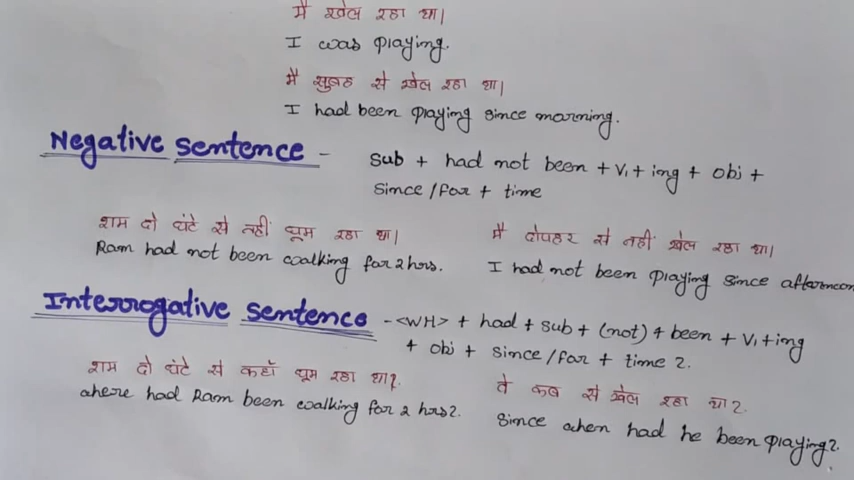 मैं खेल रहा था।
I was playing.
मैं सुबह से खेल रहा था।
I had been playing since morning.
Negative sentence -
sub + had not been + V₁ + ing + obj +
since / for + time
शाम दो घंटे से नहीं घूम रहा था।
Ram had not been walking for 2 hrs.
मैं दोपहर से नहीं खेल रहा था।
I had not been playing since afternoon
Interrogative sentence
- <WH> + had + sub + (not) + been + V₁ + ing
+ obj + since / for + time ?
शाम दो घंटे से कहाँ घूम रहा था?
where had Ram been walking for 2 hrs?
वे कब से खेल रहा था?
Since when had he been playing?